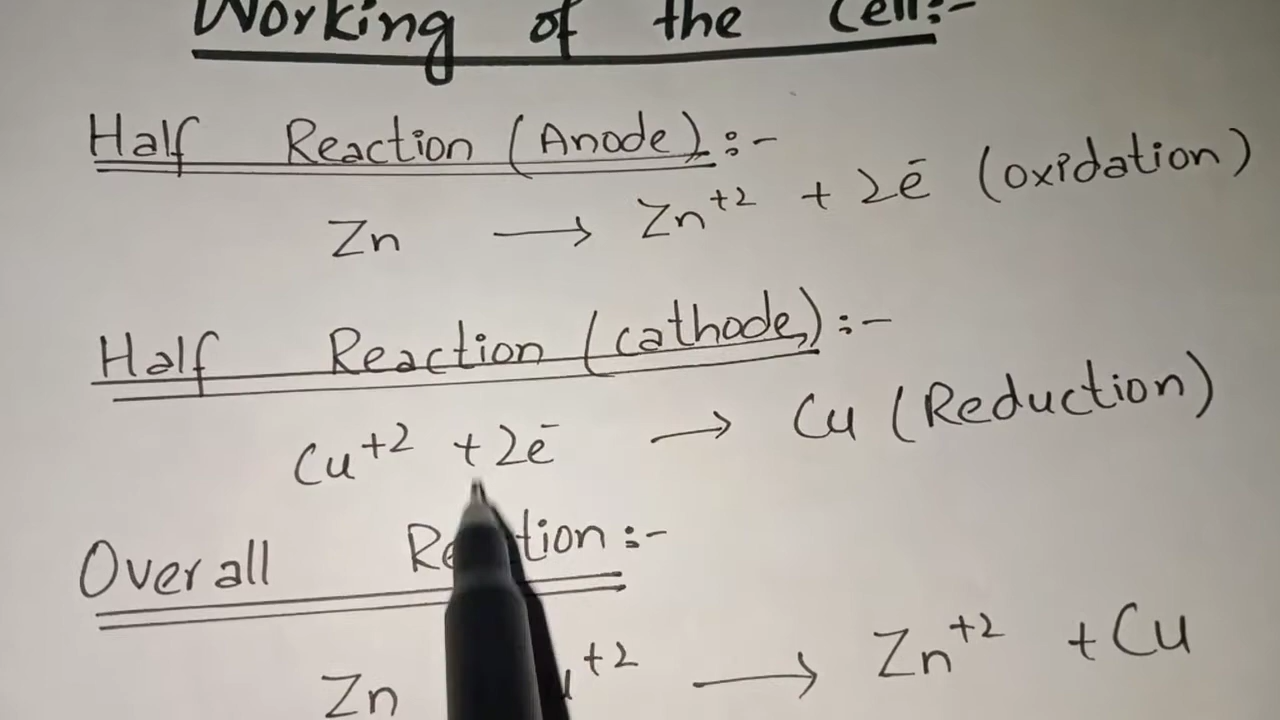 Working of the Cell:-
Half Reaction (Anode):-
Zn → Zn⁺² + 2ē (oxidation)
Half Reaction (cathode):-
Cu⁺² + 2ē → Cu (Reduction)
Overall :-
Zn ⁺² → Zn⁺² + Cu